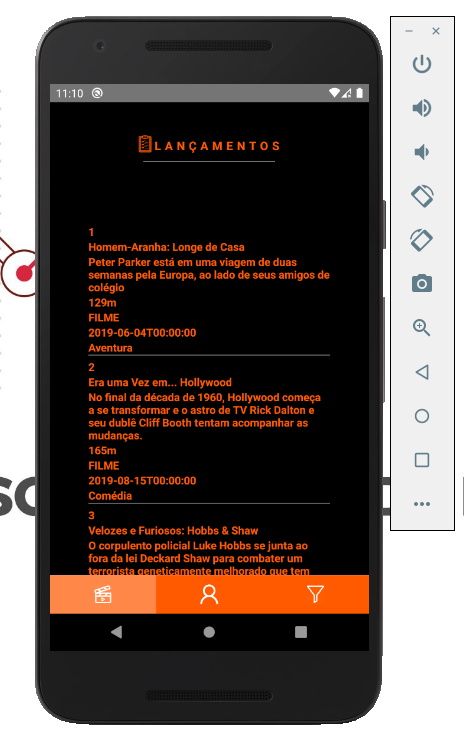 11:10
LANÇAMENTOS
1
Homem-Aranha: Longe de Casa
Peter Parker está em uma viagem de duas
semanas pela Europa, ao lado de seus amigos de
colégio
129m
FILME
2019-06-04T00:00:00
Aventura
2
Era uma Vez em... Hollywood
No final da década de 1960, Hollywood começa
a se transformar e o astro de TV Rick Dalton e
seu dublê Cliff Booth tentam acompanhar as
mudanças.
165m
FILME
2019-08-15T00:00:00
Comédia
3
Velozes e Furiosos: Hobbs & Shaw
O corpulento policial Luke Hobbs se junta ao
fora da lei Deckard Shaw para combater um
terrorista geneticamente melhorado que tem